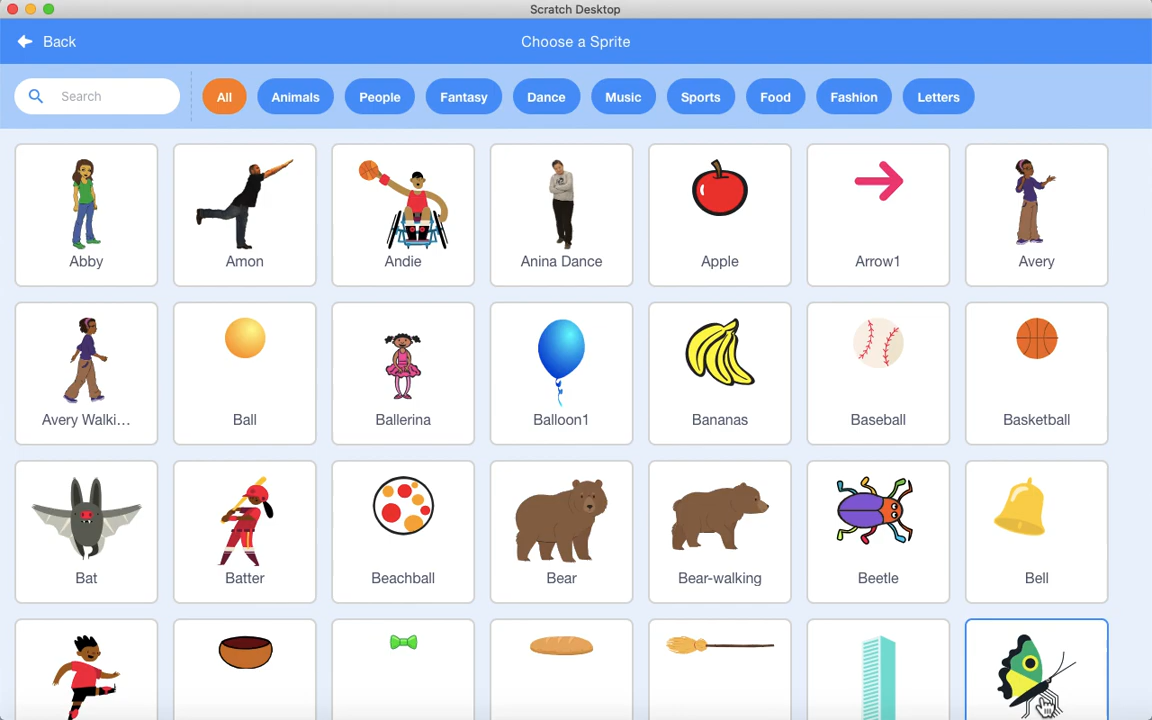 Scratch Desktop
Back
Choose a Sprite
Search
All
Animals
People
Fantasy
Dance
Music
Sports
Food
Fashion
Letters
Abby
Amon
Andie
Anina Dance
Apple
Arrow1
Avery
Avery Walki...
Ball
Ballerina
Balloon1
Bananas
Baseball
Basketball
Bat
Batter
Beachball
Bear
Bear-walking
Beetle
Bell